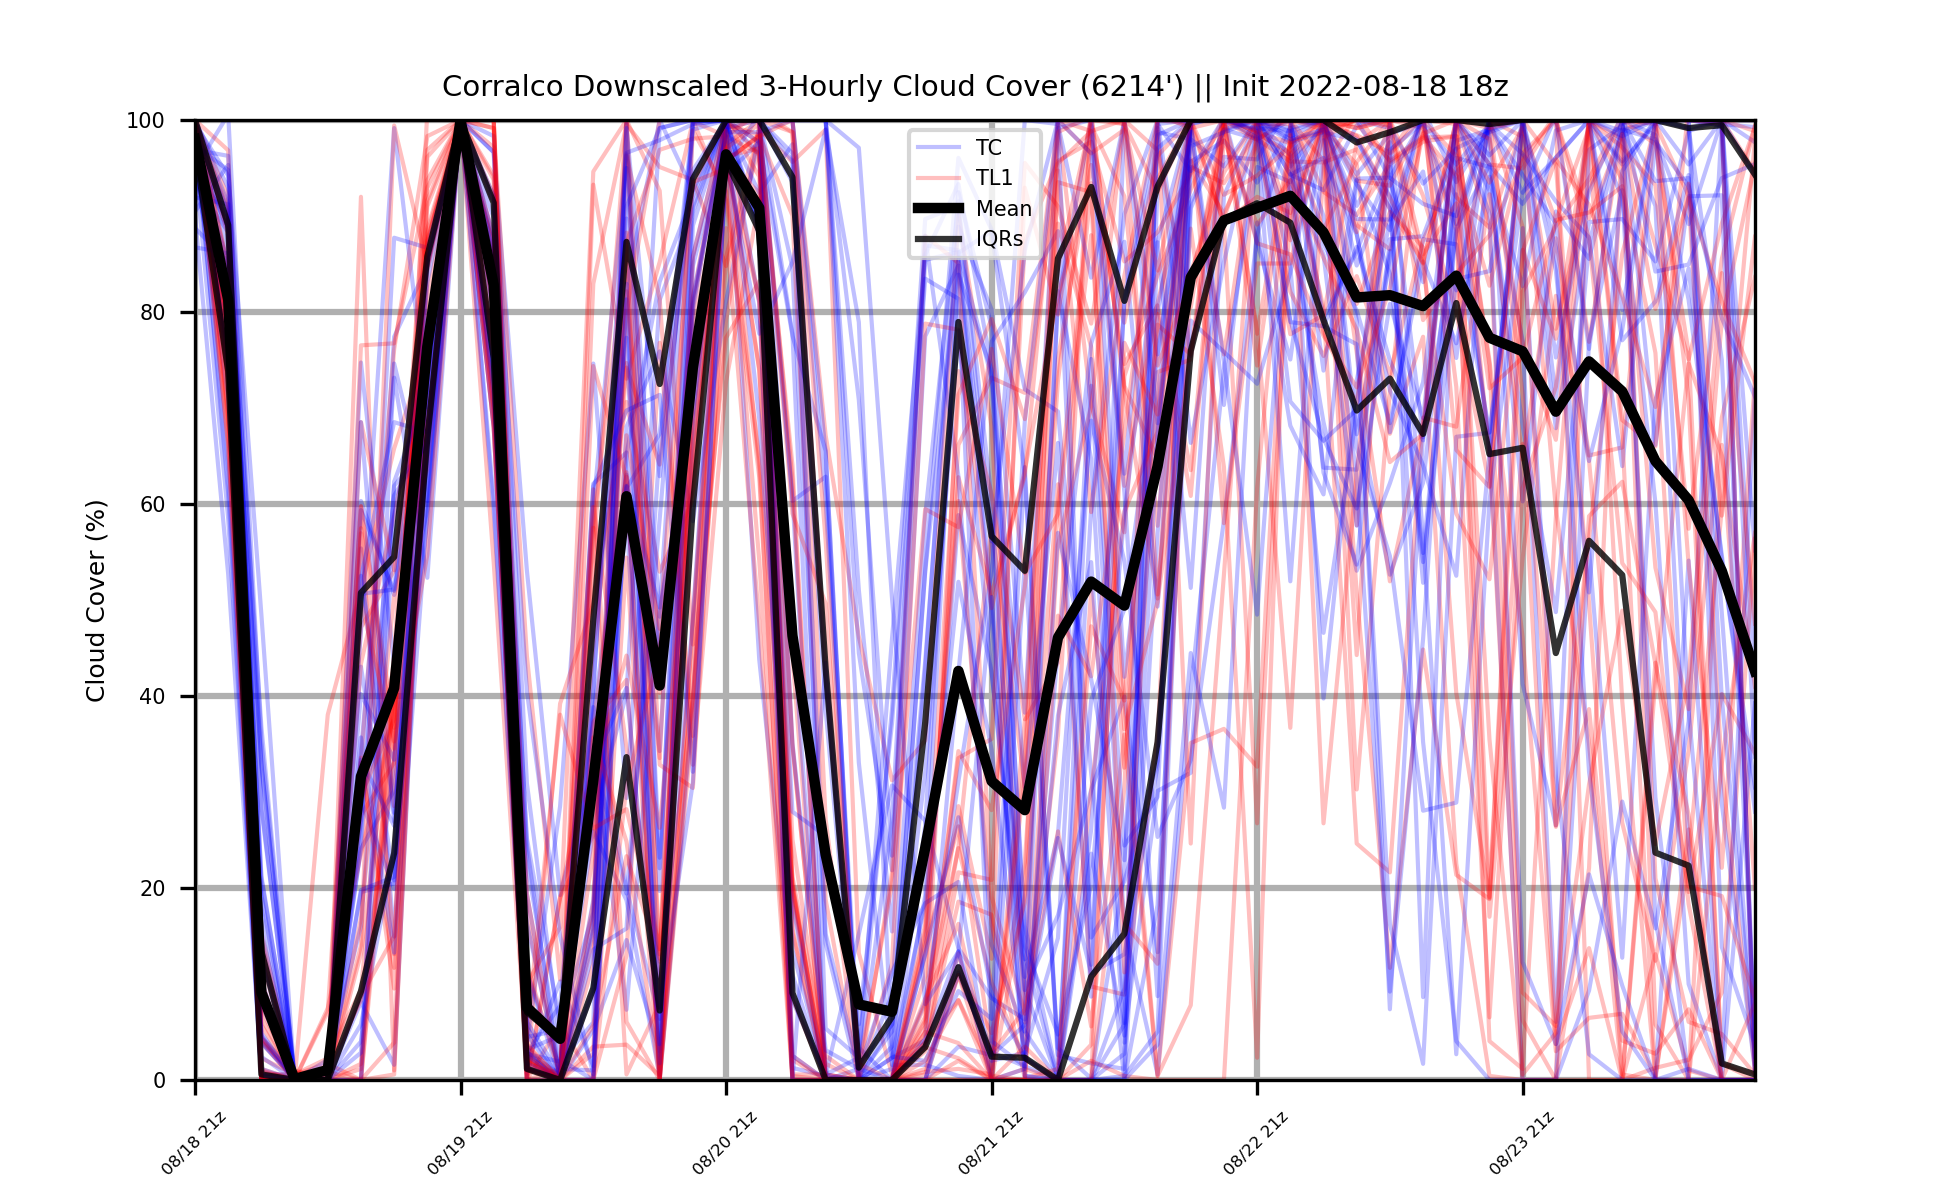 Corralco Downscaled 3-Hourly Cloud Cover (6214') || Init 2022-08-18 18z
TC
TL1
Mean
IQRs
Cloud Cover (%)
100
80
60
40
20
0
08/18 21z
08/19 21z
08/20 21z
08/21 21z
08/22 21z
08/23 21z